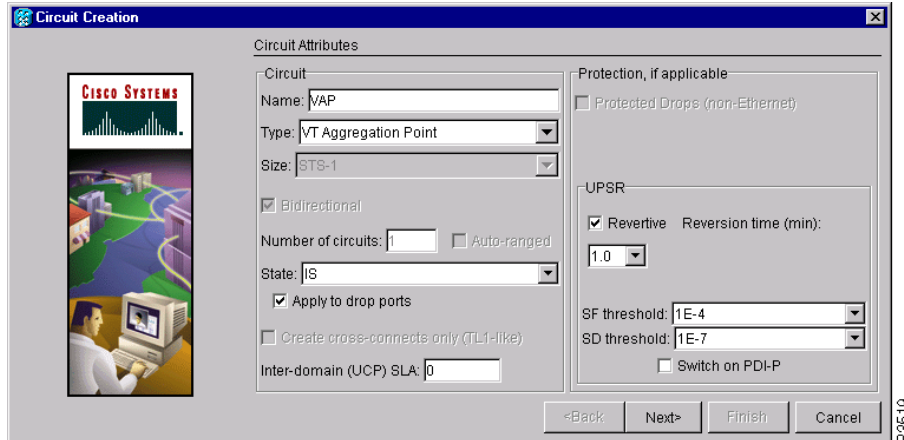 Circuit Creation
Circuit Attributes
CISCO SYSTEMS
Circuit
Name: VAP
Type: VT Aggregation Point
Size: STS-1
Bidirectional
Number of circuits: 1 Auto-ranged
State: IS
Apply to drop ports
Create cross-connects only (TL1-like)
Inter-domain (UCP) SLA: 0
Protection, if applicable
Protected Drops (non-Ethernet)
UPSR
Revertive Reversion time (min):
1.0
SF threshold: 1E-4
SD threshold: 1E-7
Switch on PDI-P
<Back Next> Finish Cancel